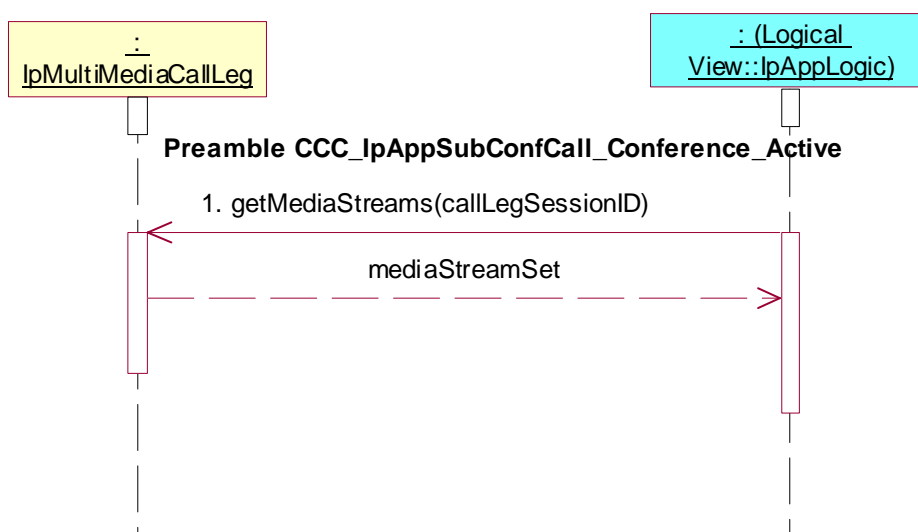 :
IpMultiMediaCallLeg
: (Logical
View::IpAppLogic)
Preamble CCC_IpAppSubConfCall_Conference_Active
1. getMediaStreams(callLegSessionID)
mediaStreamSet